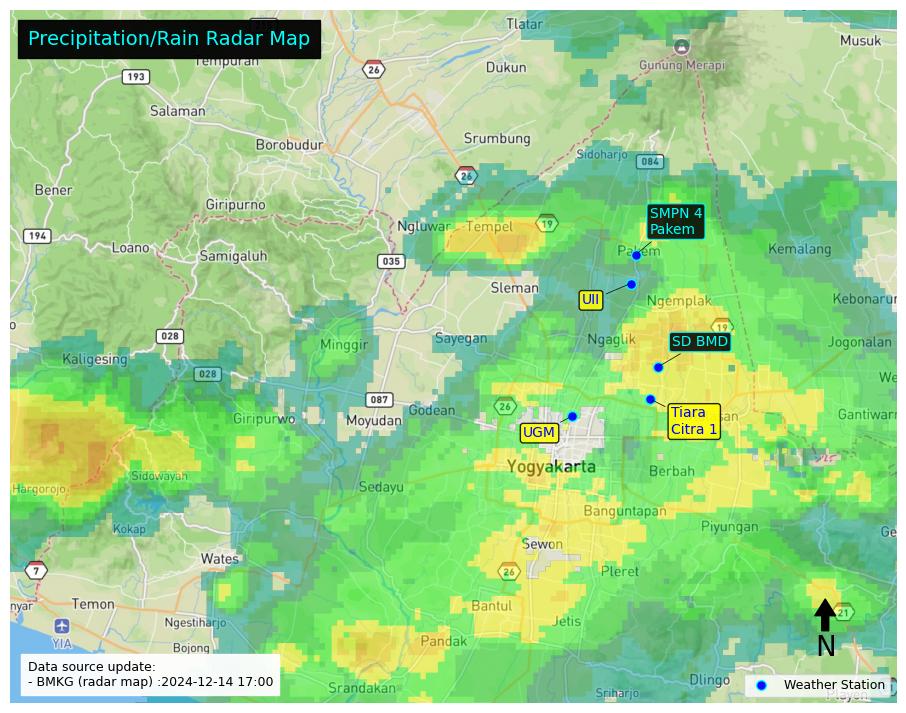 Precipitation/Rain Radar Map
Tlatar
Musuk
26
193
Dukun
Gunung Merapi
Salaman
Srumbung
Borobudur
Sidoharjo
084
26
Bener
Giripurno
SMPN 4
Pakem
Ngluwar
Tempel
19
194
Loano
Samigaluh
035
Pakem
Kemalang
Sleman
UII
Ngemplak
028
Minggir
Sayegan
Ngaglik
19
SD BMD
Jogonalan
Kaligesing
028
087
Godean
26
Giripurwo
Moyudan
UGM
Tiara
Citra 1
Yogyakarta
Berbah
Hargorojo
Sidowayah
Sedayu
Banguntapan
Kokap
Piyungan
Sewon
Wates
7
26
Pleret
Temon
Bantul
21
Ngestiharjo
Jetis
YIA
Pandak
N
Bojong
Data source update:
- BMKG (radar map) :2024-12-14 17:00
Srandakan
Sriharjo
Dlingo
Weather Station